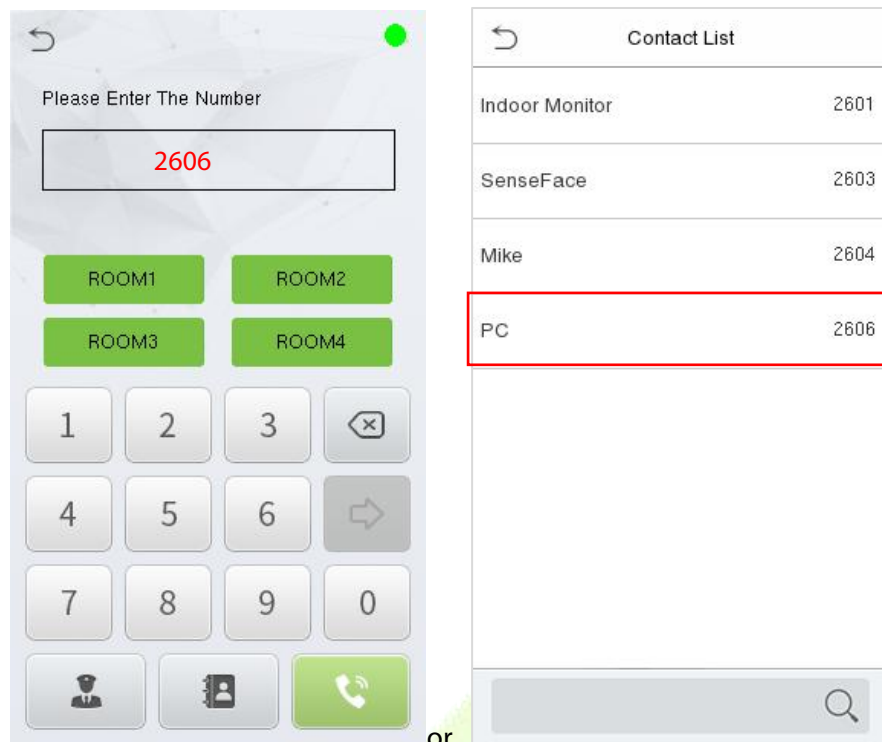 Please Enter The Number
2606
ROOM1 ROOM2
ROOM3 ROOM4
1 2 3
4 5 6
7 8 9 0
or
Contact List
Indoor Monitor 2601
SenseFace 2603
Mike 2604
PC 2606